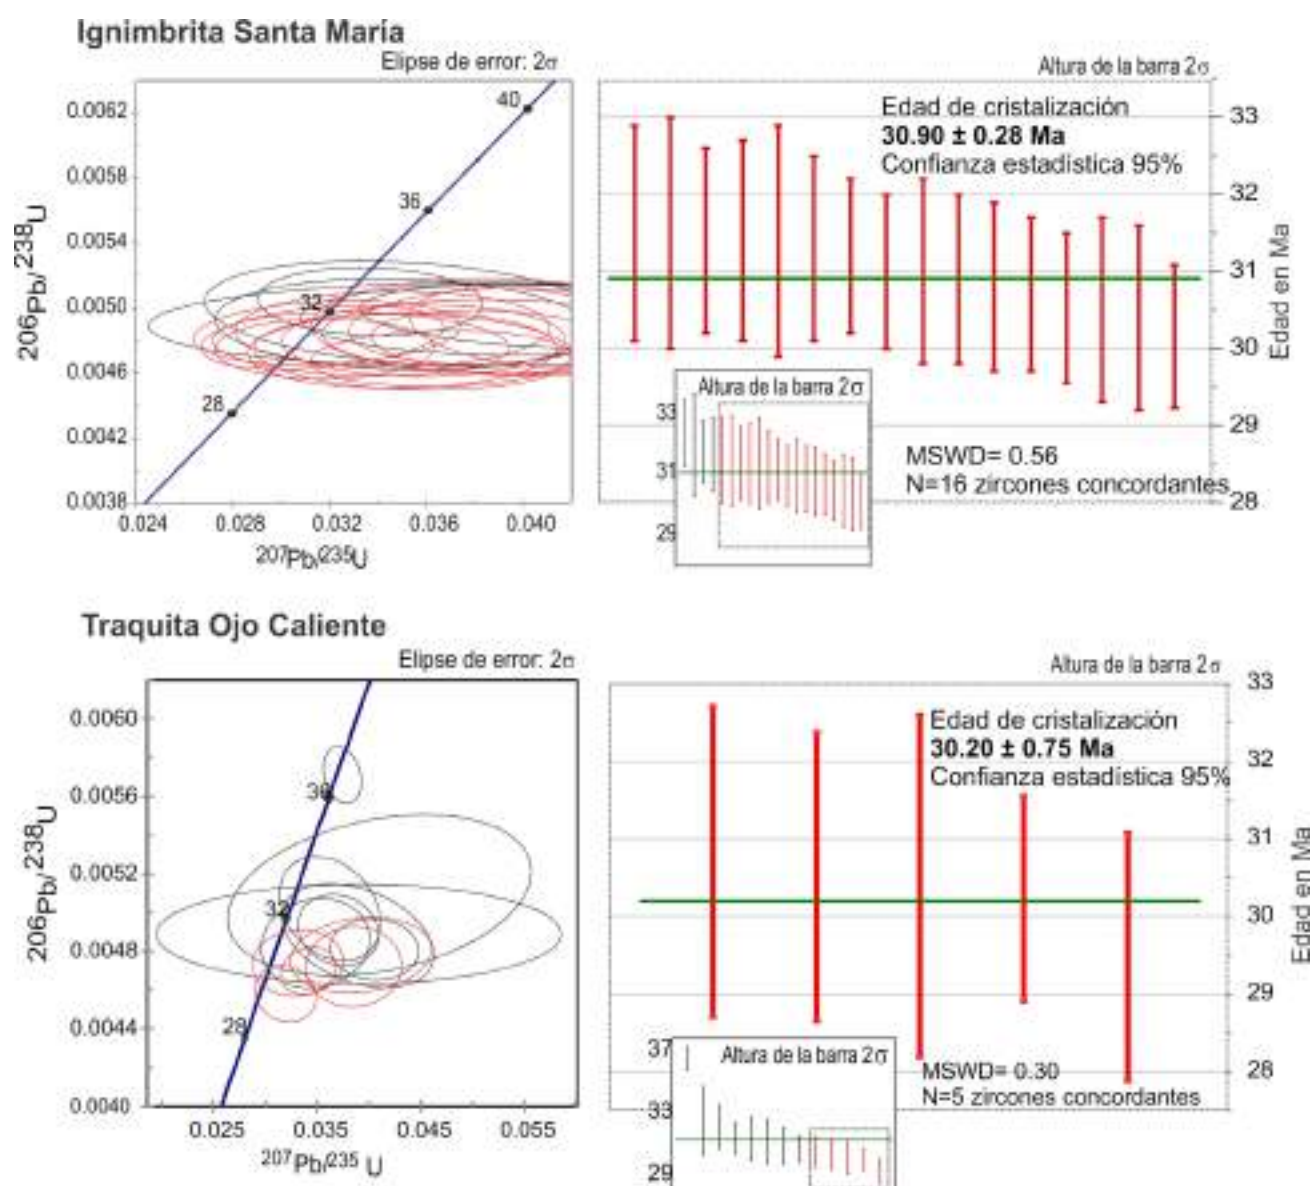 Ignimbrita Santa María
Elipse de error: 2σ
0.0062
0.0058
0.0054
0.0050
0.0046
0.0042
0.0038
206Pb/238U
40
36
32
28
0.024
0.028
0.032
0.036
0.040
207Pb/235U
Altura de la barra 2σ
Edad de cristalización
30.90 ± 0.28 Ma
Confianza estadística 95%
33
32
31
30
29
28
Edad en Ma
Altura de la barra 2σ
33
31
29
MSWD= 0.56
N=16 zircones concordantes
Traquita Ojo Caliente
Elipse de error: 2σ
0.0060
0.0056
0.0052
0.0048
0.0044
0.0040
206Pb/238U
36
32
28
0.025
0.035
0.045
0.055
207Pb/235 U
Altura de la barra 2σ
Edad de cristalización
30.20 ± 0.75 Ma
Confianza estadística 95%
33
32
31
30
29
28
Edad en Ma
37
33
29
Altura de la barra 2σ
MSWD= 0.30
N=5 zircones concordantes